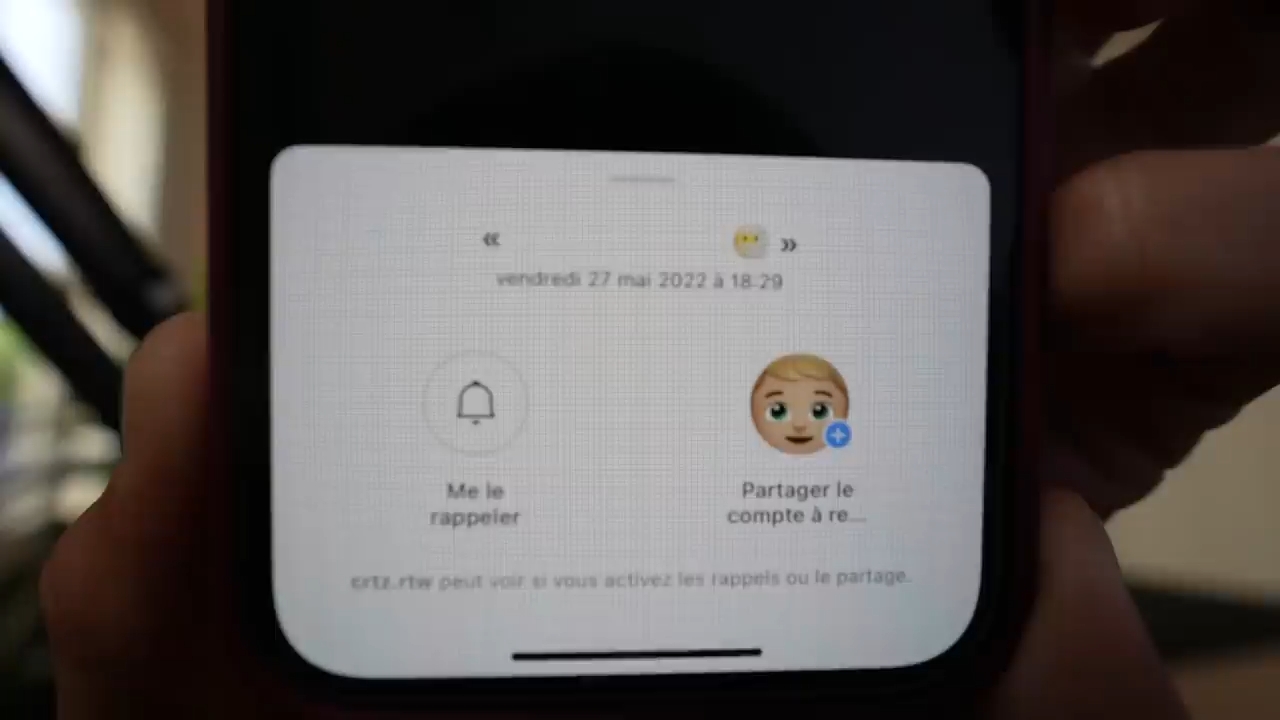 «😶»
vendredi 27 mai 2022 à 18:29
Me le
rappeler
Partager le
compte à re...
crtz.rtw peut voir si vous activez les rappels ou le partage.